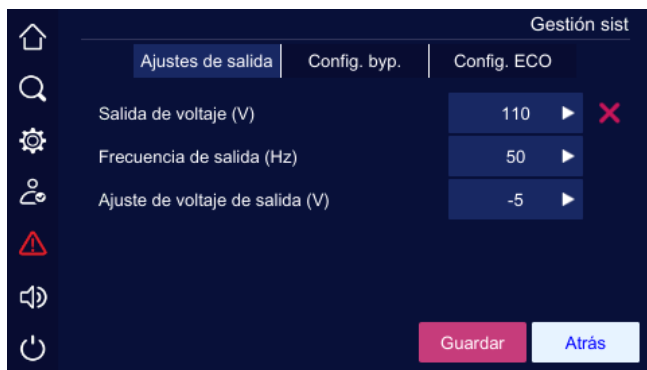 Gestión sist
Ajustes de salida Config. byp. Config. ECO
Salida de voltaje (V) 110
Frecuencia de salida (Hz) 50
Ajuste de voltaje de salida (V) -5
Guardar Atrás